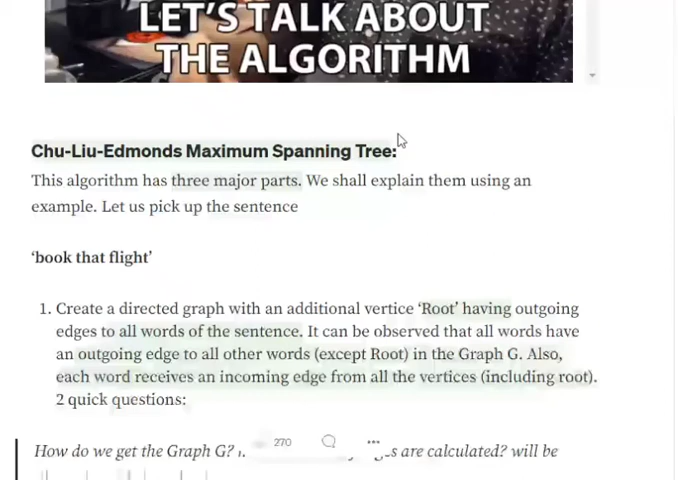 LET'S TALK ABOUT
THE ALGORITHM
Chu-Liu-Edmonds Maximum Spanning Tree:
This algorithm has three major parts. We shall explain them using an
example. Let us pick up the sentence
‘book that flight’
1. Create a directed graph with an additional vertice ‘Root’ having outgoing
edges to all words of the sentence. It can be observed that all words have
an outgoing edge to all other words (except Root) in the Graph G. Also,
each word receives an incoming edge from all the vertices (including root).
2 quick questions:
How do we get the Graph G? are calculated? will be
270